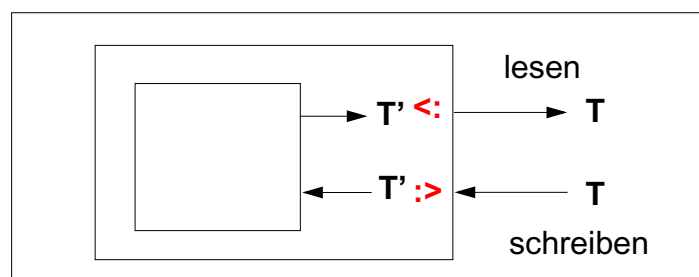 lesen
T’ <: T
T’ :> T
schreiben